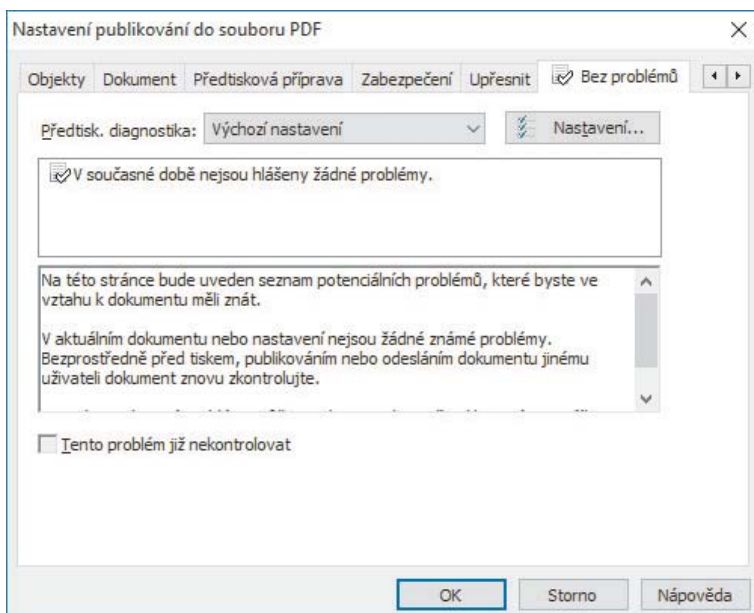 Nastavení publikování do souboru PDF
Objekty Dokument Předtisková příprava Zabezpečení Upřesnit Bez problémů
Předtisk. diagnostika: Výchozí nastavení Nastavení...
V současné době nejsou hlášeny žádné problémy.
Na této stránce bude uveden seznam potenciálních problémů, které byste ve
vztahu k dokumentu měli znát.
V aktuálním dokumentu nebo nastavení nejsou žádné známé problémy.
Bezprostředně před tiskem, publikováním nebo odesláním dokumentu jinému
uživateli dokument znovu zkontrolujte.
Tento problém již nekontrolovat
OK Storno Nápověda